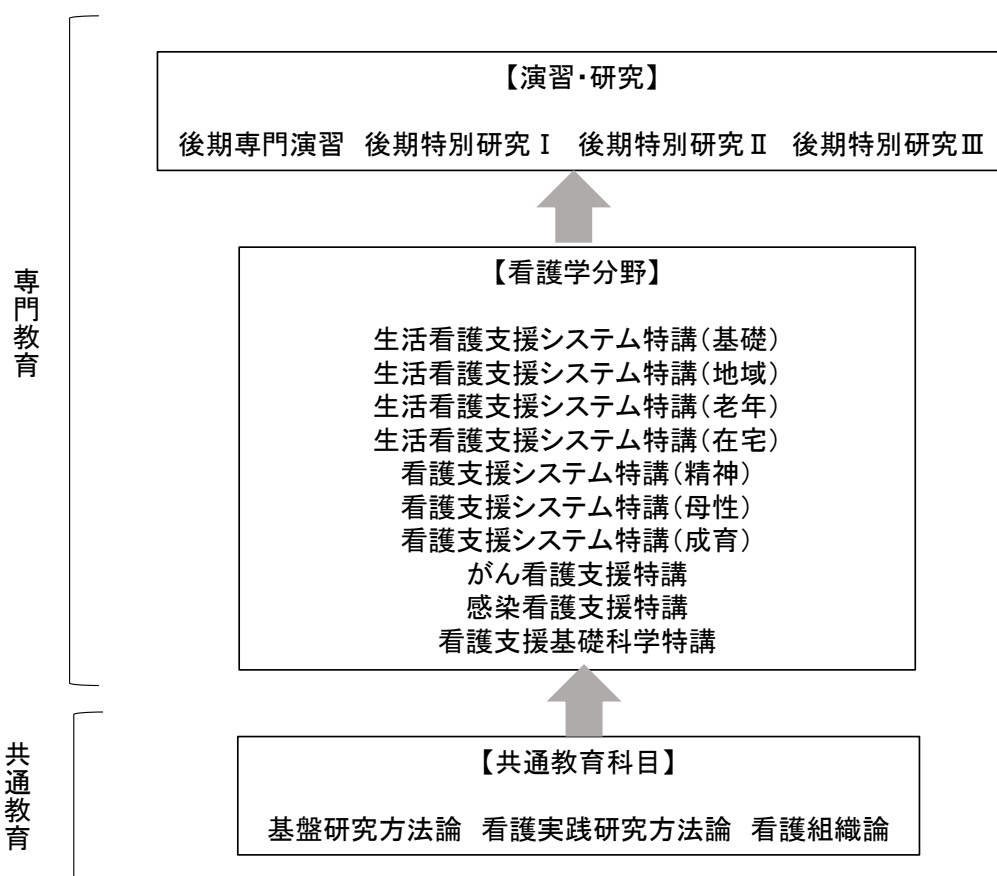 専門教育
【演習・研究】
後期専門演習 後期特別研究Ⅰ 後期特別研究Ⅱ 後期特別研究Ⅲ
【看護学分野】
生活看護支援システム特講(基礎)
生活看護支援システム特講(地域)
生活看護支援システム特講(老年)
生活看護支援システム特講(在宅)
看護支援システム特講(精神)
看護支援システム特講(母性)
看護支援システム特講(成育)
がん看護支援特講
感染看護支援特講
看護支援基礎科学特講
共通教育
【共通教育科目】
基盤研究方法論 看護実践研究方法論 看護組織論